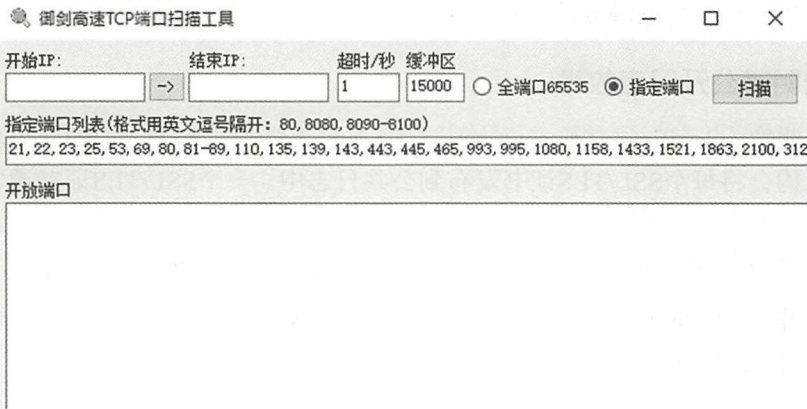 御剑高速TCP端口扫描工具
开始IP: 结束IP: 超时/秒 缓冲区
-> 1 15000 全端口65535 指定端口 扫描
指定端口列表(格式用英文逗号隔开: 80,8080,8090-8100)
21,22,23,25,53,69,80,81-89,110,135,139,143,443,445,465,993,995,1080,1158,1433,1521,1863,2100,312
开放端口